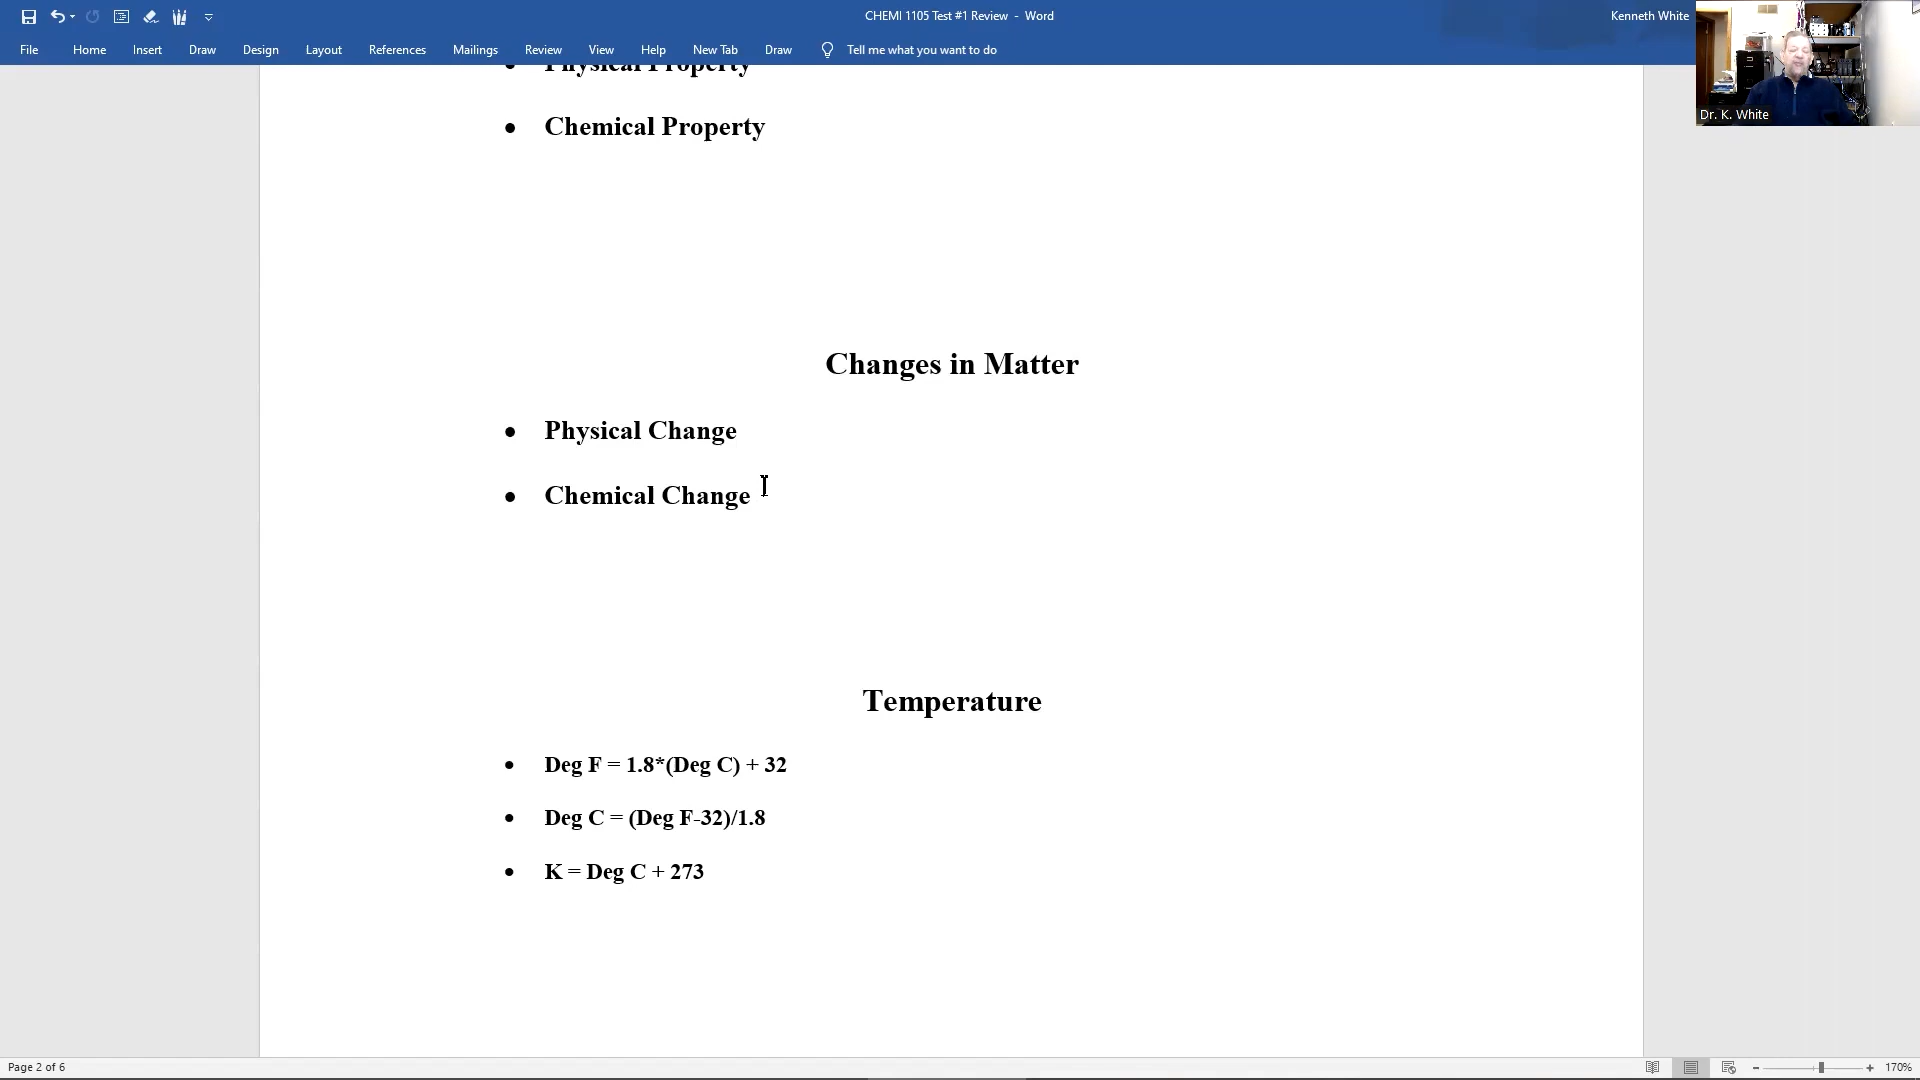 CHEMI 1105 Test #1 Review - Word
Kenneth White
File Home Insert Draw Design Layout References Mailings Review View Help New Tab Draw Tell me what you want to do
Dr. K. White
• Physical Property
• Chemical Property
Changes in Matter
• Physical Change
• Chemical Change
Temperature
• Deg F = 1.8*(Deg C) + 32
• Deg C = (Deg F-32)/1.8
• K = Deg C + 273
Page 2 of 6
170%